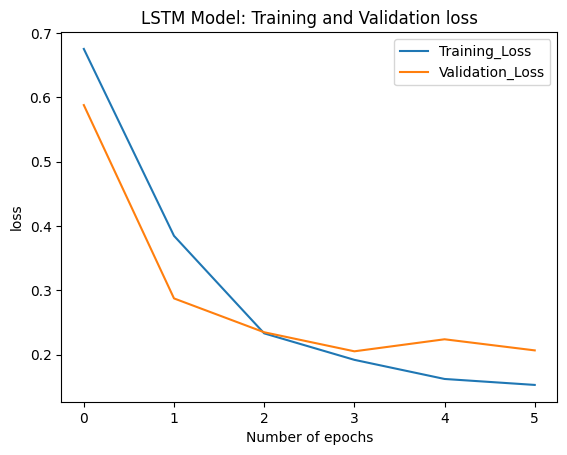 LSTM Model: Training and Validation loss
Training_Loss
Validation_Loss
0.7
0.6
0.5
0.4
0.3
0.2
loss
0 1 2 3 4 5
Number of epochs